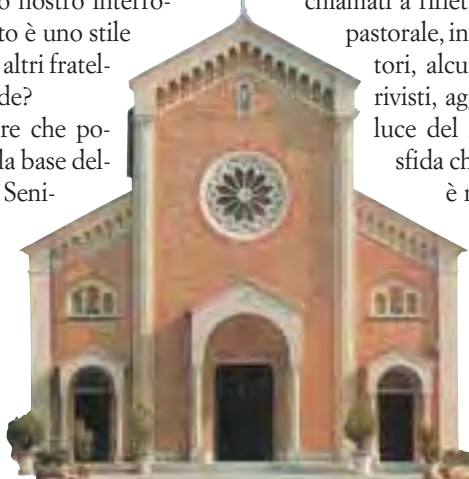 o nostro interro-
to è uno stile
altri fratel-
de?
re che po-
la base del-
Seni-
chiamati a riflet
pastorale, in
tori, alcu
rivisti, ag
luce del
sfida ch
è